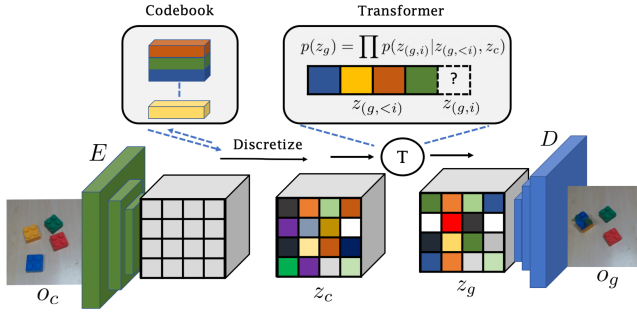 Codebook
Transformer
p(z_g) = ∏ p(z_(g,i)|z_(g,<i), z_c)
?
z_(g,<i) z_(g,i)
E
Discretize
T
D
o_c
z_c
z_g
o_g